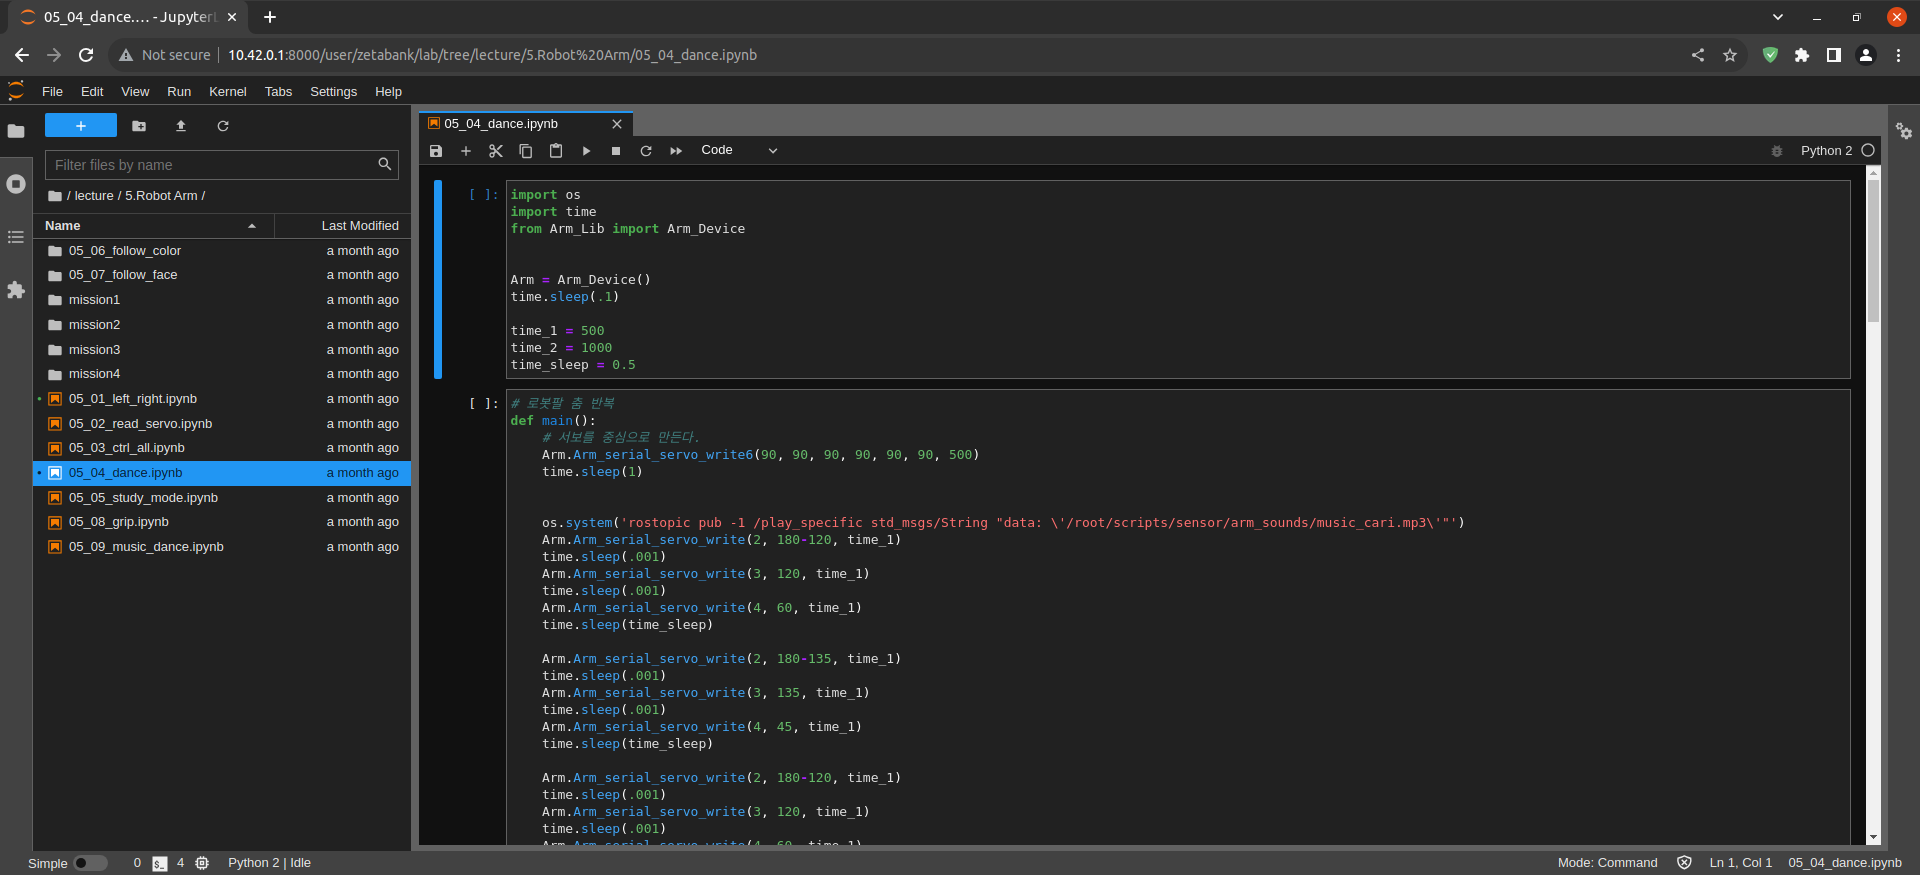 05_04_dance.... - JupyterL
Not secure 10.42.0.1:8000/user/zetabank/lab/tree/lecture/5.Robot%20Arm/05_04_dance.ipynb
File Edit View Run Kernel Tabs Settings Help
Filter files by name
/ lecture / 5.Robot Arm /
Name Last Modified
05_06_follow_color a month ago
05_07_follow_face a month ago
mission1 a month ago
mission2 a month ago
mission3 a month ago
mission4 a month ago
05_01_left_right.ipynb a month ago
05_02_read_servo.ipynb a month ago
05_03_ctrl_all.ipynb a month ago
05_04_dance.ipynb a month ago
05_05_study_mode.ipynb a month ago
05_08_grip.ipynb a month ago
05_09_music_dance.ipynb a month ago
05_04_dance.ipynb
Code Python 2
[ ]: import os
import time
from Arm_Lib import Arm_Device
Arm = Arm_Device()
time.sleep(.1)
time_1 = 500
time_2 = 1000
time_sleep = 0.5
[ ]: # 로봇팔 춤 반복
def main():
# 서보를 중심으로 만든다.
Arm.Arm_serial_servo_write6(90, 90, 90, 90, 90, 90, 500)
time.sleep(1)
os.system('rostopic pub -1 /play_specific std_msgs/String "data: \'/root/scripts/sensor/arm_sounds/music_cari.mp3\'"')
Arm.Arm_serial_servo_write(2, 180-120, time_1)
time.sleep(.001)
Arm.Arm_serial_servo_write(3, 120, time_1)
time.sleep(.001)
Arm.Arm_serial_servo_write(4, 60, time_1)
time.sleep(time_sleep)
Arm.Arm_serial_servo_write(2, 180-135, time_1)
time.sleep(.001)
Arm.Arm_serial_servo_write(3, 135, time_1)
time.sleep(.001)
Arm.Arm_serial_servo_write(4, 45, time_1)
time.sleep(time_sleep)
Arm.Arm_serial_servo_write(2, 180-120, time_1)
time.sleep(.001)
Arm.Arm_serial_servo_write(3, 120, time_1)
time.sleep(.001)
Arm.Arm_serial_servo_write(4, 60, time_1)
Simple 0 $_ 4 Python 2 | Idle Mode: Command Ln 1, Col 1 05_04_dance.ipynb